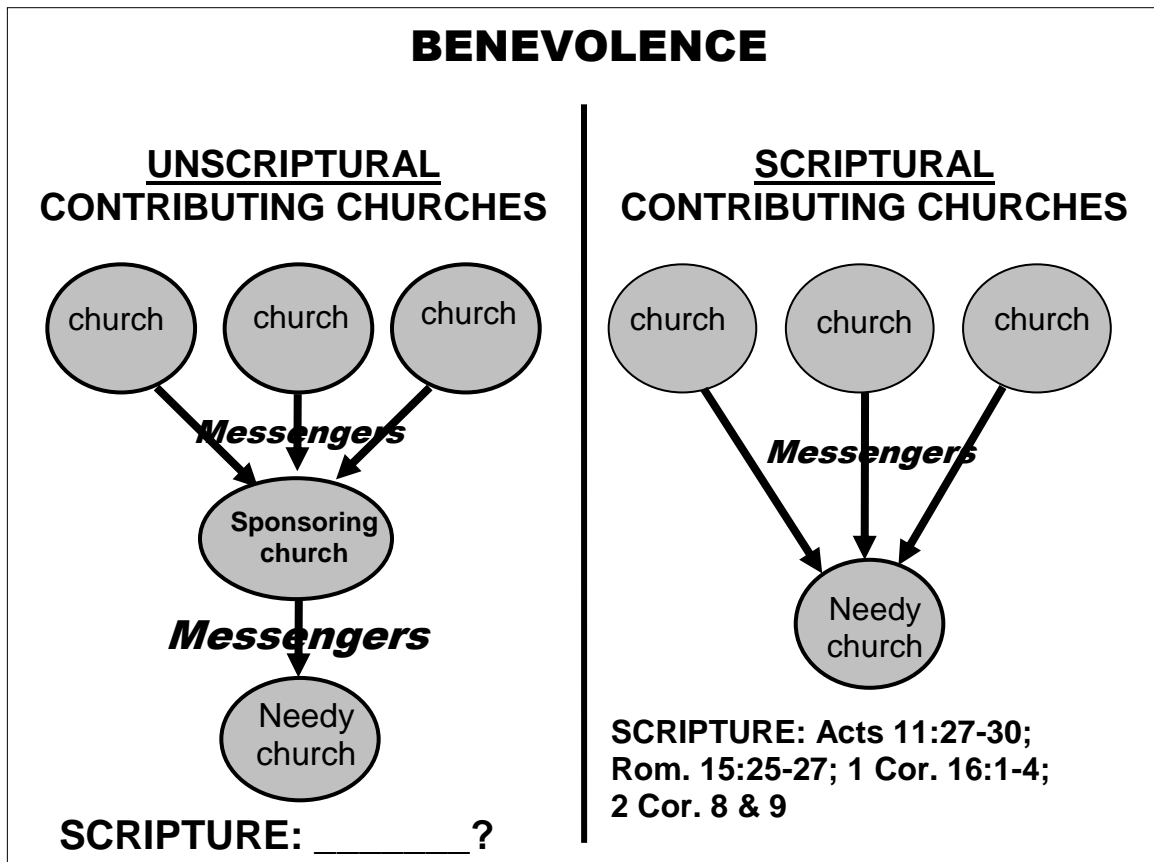 BENEVOLENCE
UNSCRIPTURAL
CONTRIBUTING CHURCHES
church
church
church
Messengers
Sponsoring
church
Messengers
Needy
church
SCRIPTURE: _______?
SCRIPTURAL
CONTRIBUTING CHURCHES
church
church
church
Messengers
Needy
church
SCRIPTURE: Acts 11:27-30;
Rom. 15:25-27; 1 Cor. 16:1-4;
2 Cor. 8 & 9